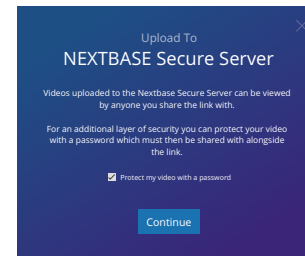 Upload To
NEXTBASE Secure Server
Videos uploaded to the Nextbase Secure Server can be viewed
by anyone you share the link with.
For an additional layer of security you can protect your video
with a password which must then be shared with alongside
the link.
Protect my video with a password
Continue